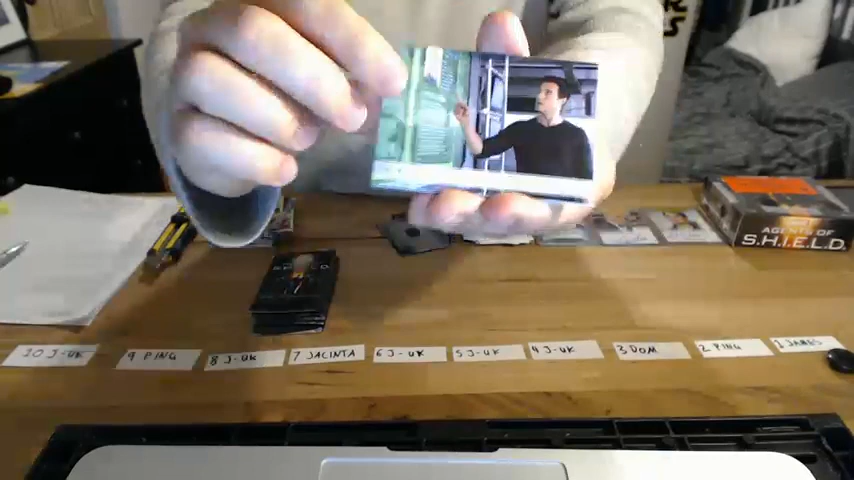 AGENTS OF
S.H.I.E.L.D.
10 J-UK
9 PING
8 J-UK
7 JACINTA
6 J-UK
5 J-UK
4 J-UK
3 DOM
2 PING
1 JAMES